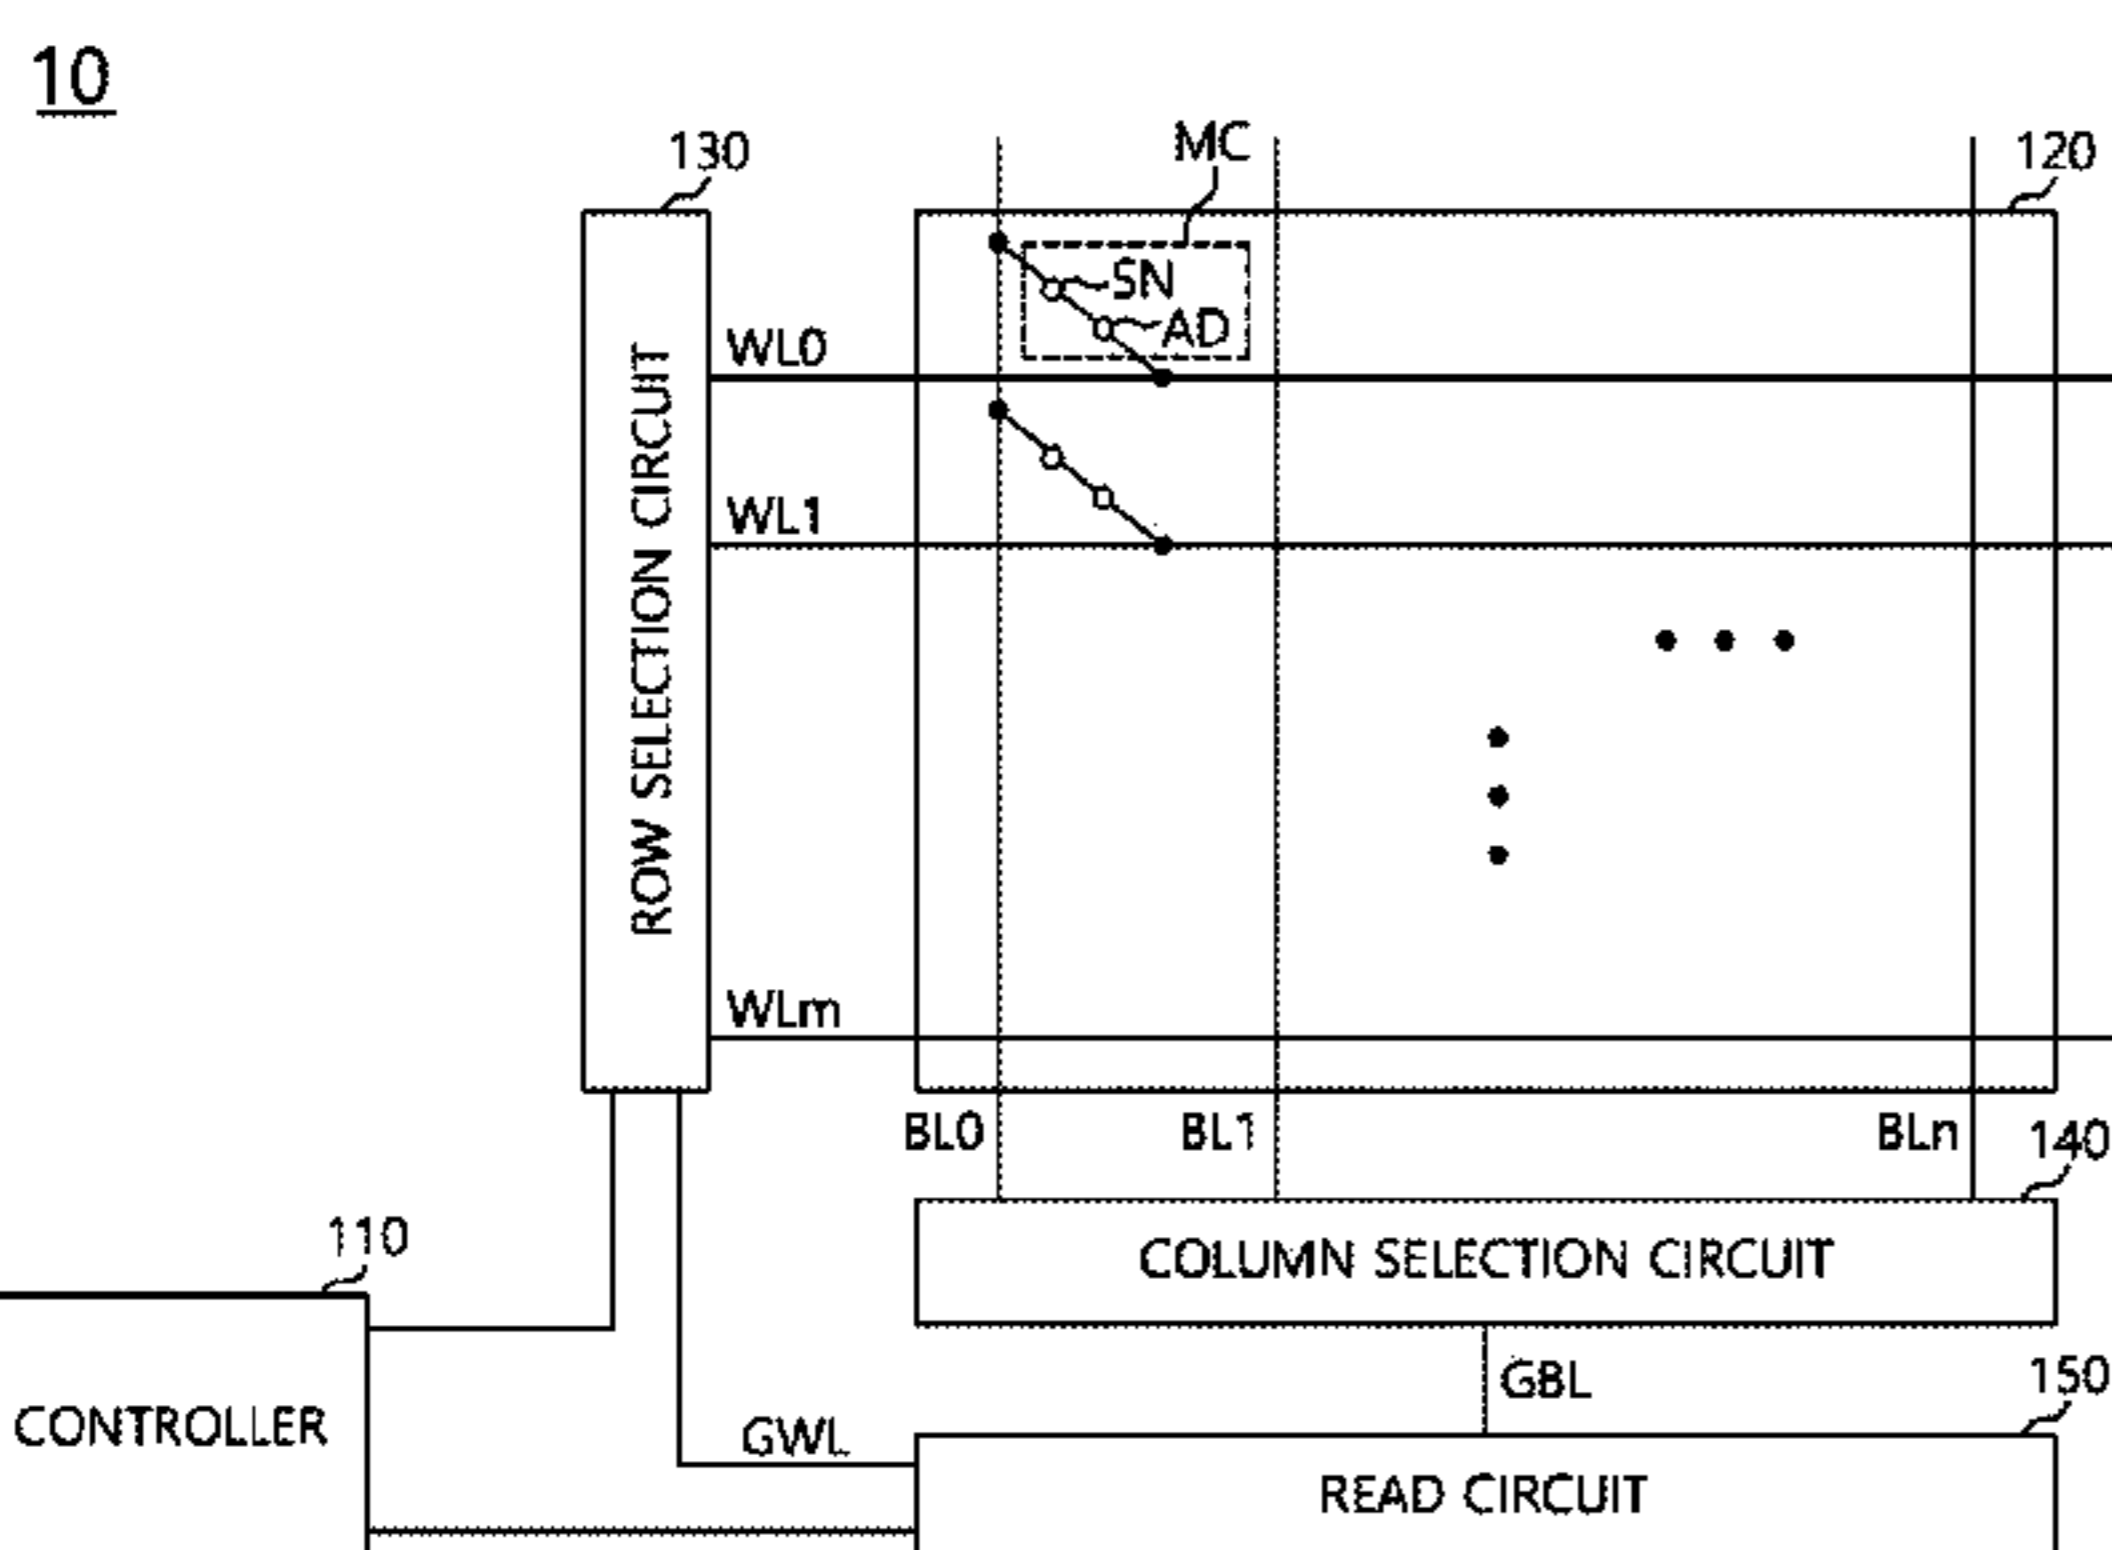 10
130
MC
120
SN
AD
WL0
ROW SELECTION CIRCUIT
WL1
WLm
BL0
BL1
BLn
140
110
COLUMN SELECTION CIRCUIT
GBL
150
CONTROLLER
GWL
READ CIRCUIT